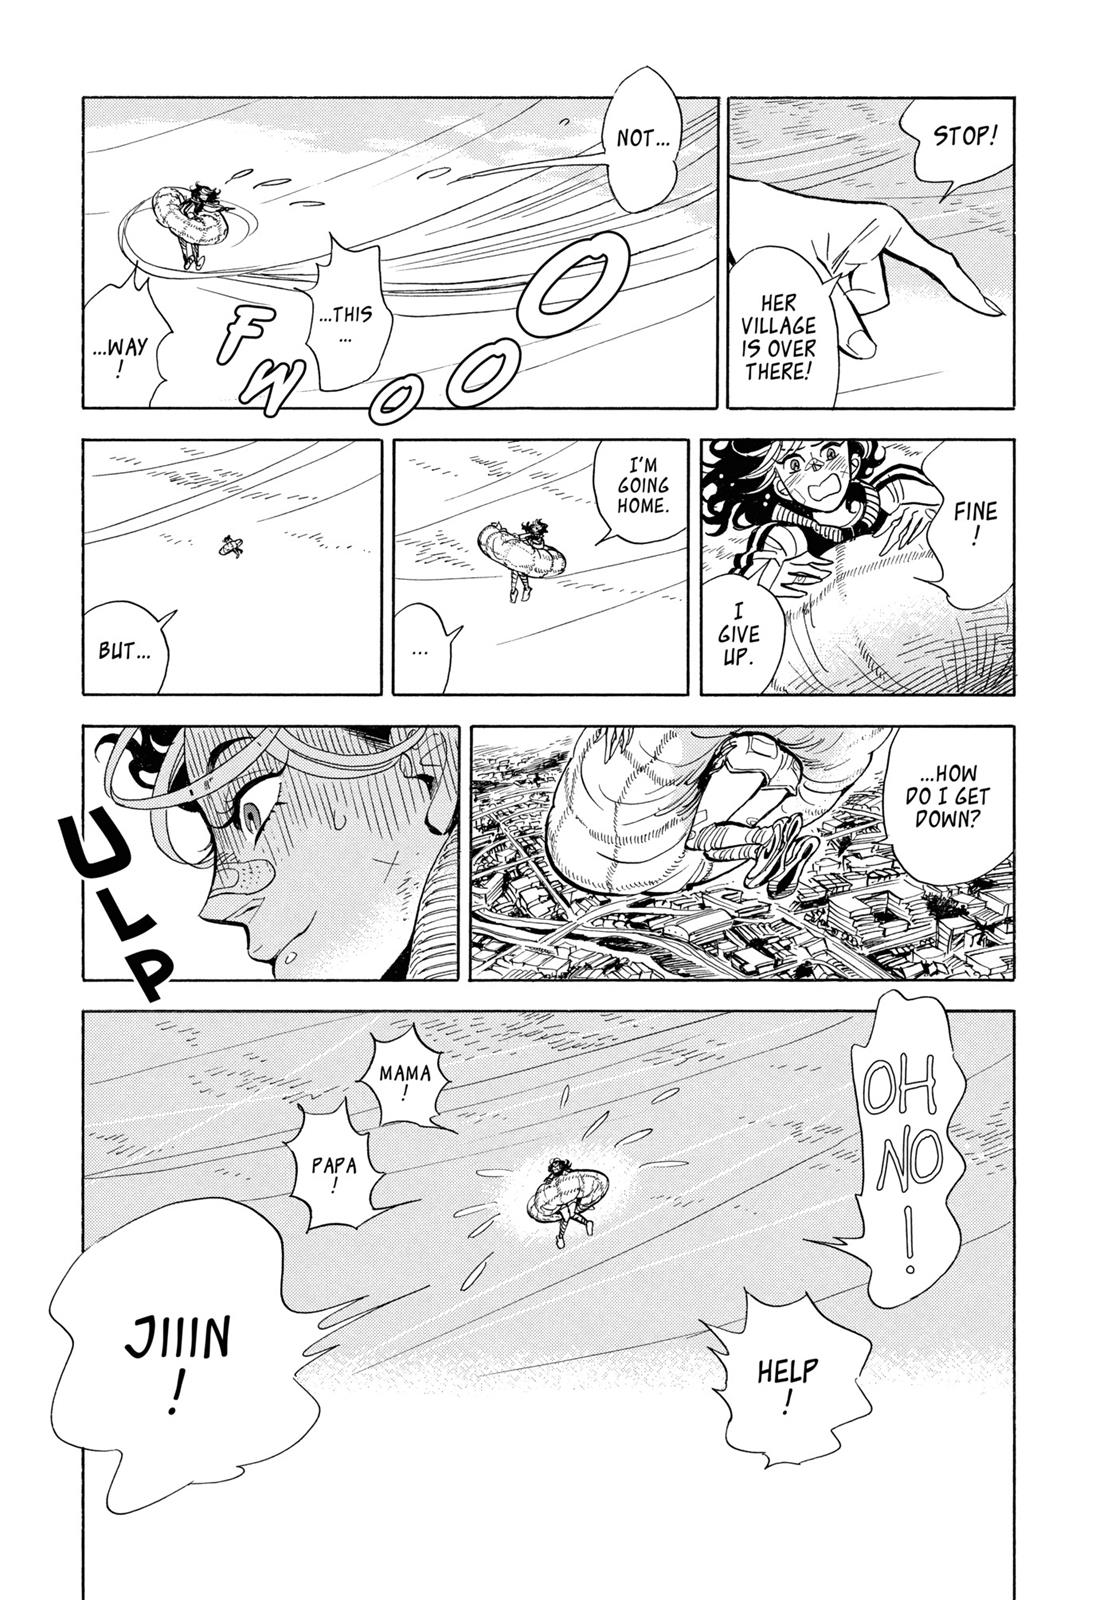 STOP!
HER
VILLAGE
IS OVER
THERE!
NOT...
...THIS
...
...WAY
!
FWOOO
FINE
!
I
GIVE
UP.
I'M
GOING
HOME.
...
BUT...
...HOW
DO I GET
DOWN?
ULP
OH
NO
!
HELP
!
MAMA
!
PAPA
!
JIIIN
!